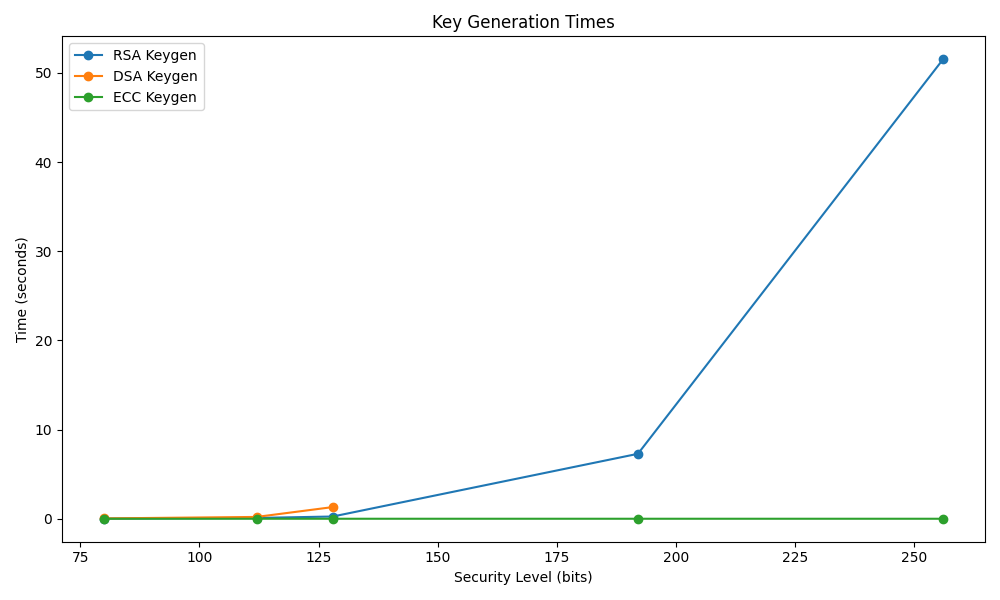 Key Generation Times
RSA Keygen
DSA Keygen
ECC Keygen
Time (seconds)
50
40
30
20
10
0
75
100
125
150
175
200
225
250
Security Level (bits)